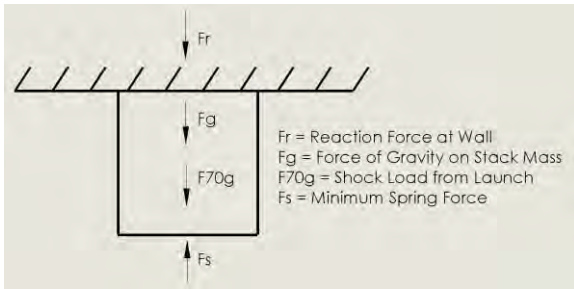 Fr
Fg
F70g
Fs
Fr = Reaction Force at Wall
Fg = Force of Gravity on Stack Mass
F70g = Shock Load from Launch
Fs = Minimum Spring Force